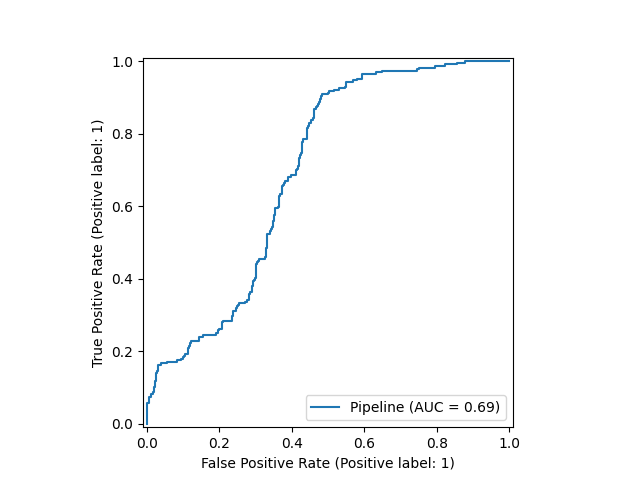 1.0
0.8
0.6
0.4
0.2
0.0
True Positive Rate (Positive label: 1)
Pipeline (AUC = 0.69)
0.0 0.2 0.4 0.6 0.8 1.0
False Positive Rate (Positive label: 1)